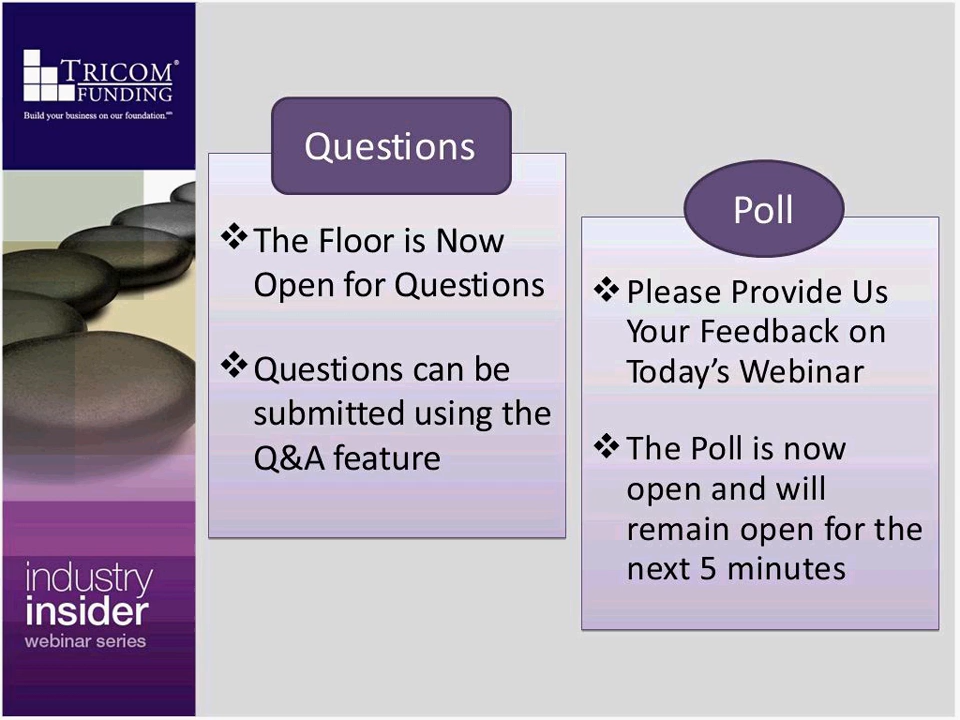 TRICOM®
FUNDING
Build your business on our foundation.℠
Questions
❖ The Floor is Now
Open for Questions
❖ Questions can be
submitted using the
Q&A feature
Poll
❖ Please Provide Us
Your Feedback on
Today’s Webinar
❖ The Poll is now
open and will
remain open for the
next 5 minutes
industry
insider
webinar series